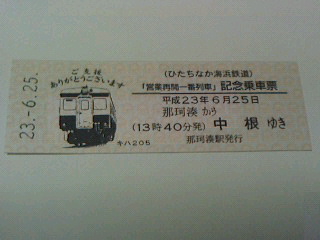 23.-6.25.
ご支援
ありがとうございます
キハ205
(ひたちなか海浜鉄道)
「営業再開一番列車」記念乗車票
平成23年6月25日
那珂湊から
(13時40分発) 中根ゆき
那珂湊駅発行